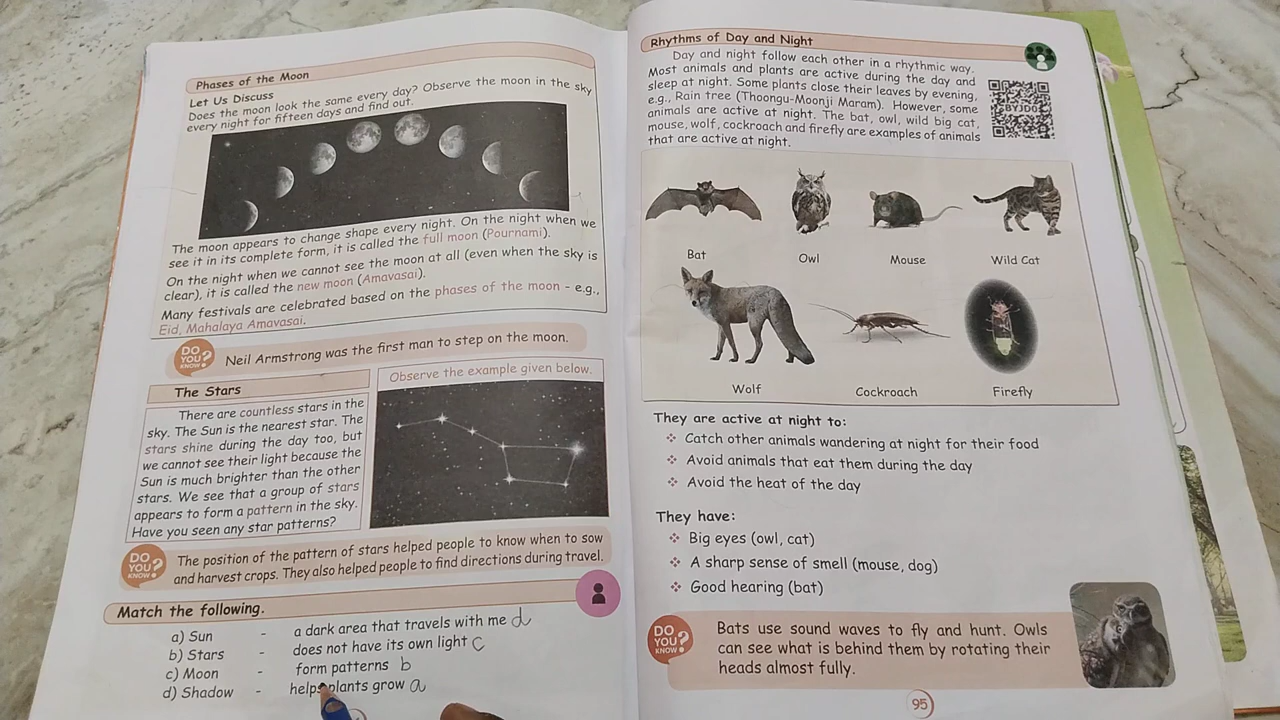 Phases of the Moon
Let Us Discuss
Does the moon look the same every day? Observe the moon in the sky
every night for fifteen days and find out.
The moon appears to change shape every night. On the night when we
see it in its complete form, it is called the full moon (Pournami).
On the night when we cannot see the moon at all (even when the sky is
clear), it is called the new moon (Amavasai).
Many festivals are celebrated based on the phases of the moon - e.g.,
Eid, Mahalaya Amavasai.
DO YOU KNOW?
Neil Armstrong was the first man to step on the moon.
The Stars
There are countless stars in the
sky. The Sun is the nearest star. The
stars shine during the day too, but
we cannot see their light because the
Sun is much brighter than the other
stars. We see that a group of stars
appears to form a pattern in the sky.
Have you seen any star patterns?
Observe the example given below.
DO YOU KNOW?
The position of the pattern of stars helped people to know when to sow
and harvest crops. They also helped people to find directions during travel.
Match the following.
a) Sun - a dark area that travels with me d
b) Stars - does not have its own light c
c) Moon - form patterns b
d) Shadow - helps plants grow a
Rhythms of Day and Night
Day and night follow each other in a rhythmic way.
Most animals and plants are active during the day and
sleep at night. Some plants close their leaves by evening,
e.g., Rain tree (Thoongu-Moonji Maram). However, some
animals are active at night. The bat, owl, wild big cat,
mouse, wolf, cockroach and firefly are examples of animals
that are active at night.
Bat
Owl
Mouse
Wild Cat
Wolf
Cockroach
Firefly
They are active at night to:
❖ Catch other animals wandering at night for their food
❖ Avoid animals that eat them during the day
❖ Avoid the heat of the day
They have:
❖ Big eyes (owl, cat)
❖ A sharp sense of smell (mouse, dog)
❖ Good hearing (bat)
DO YOU KNOW?
Bats use sound waves to fly and hunt. Owls
can see what is behind them by rotating their
heads almost fully.
95